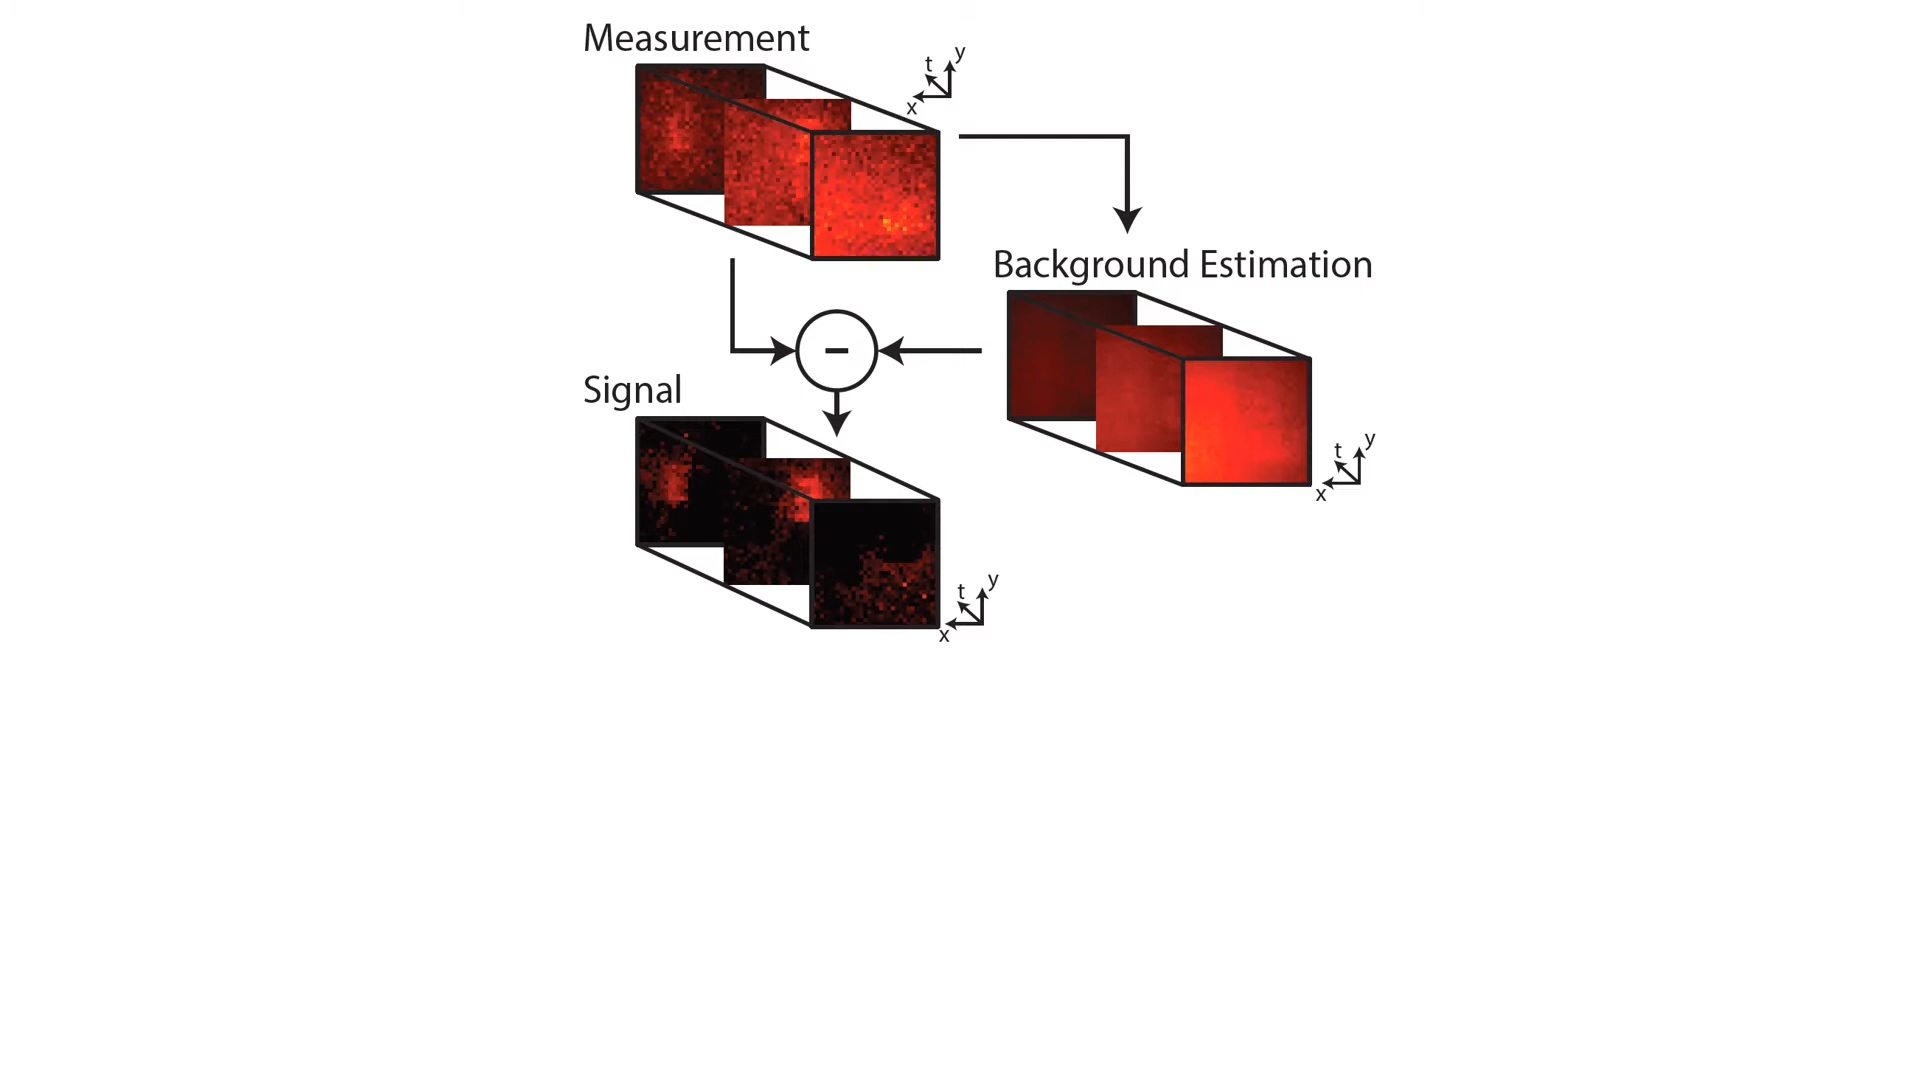 Measurement
t
y
x
Background Estimation
−
Signal
t
y
x
t
y
x